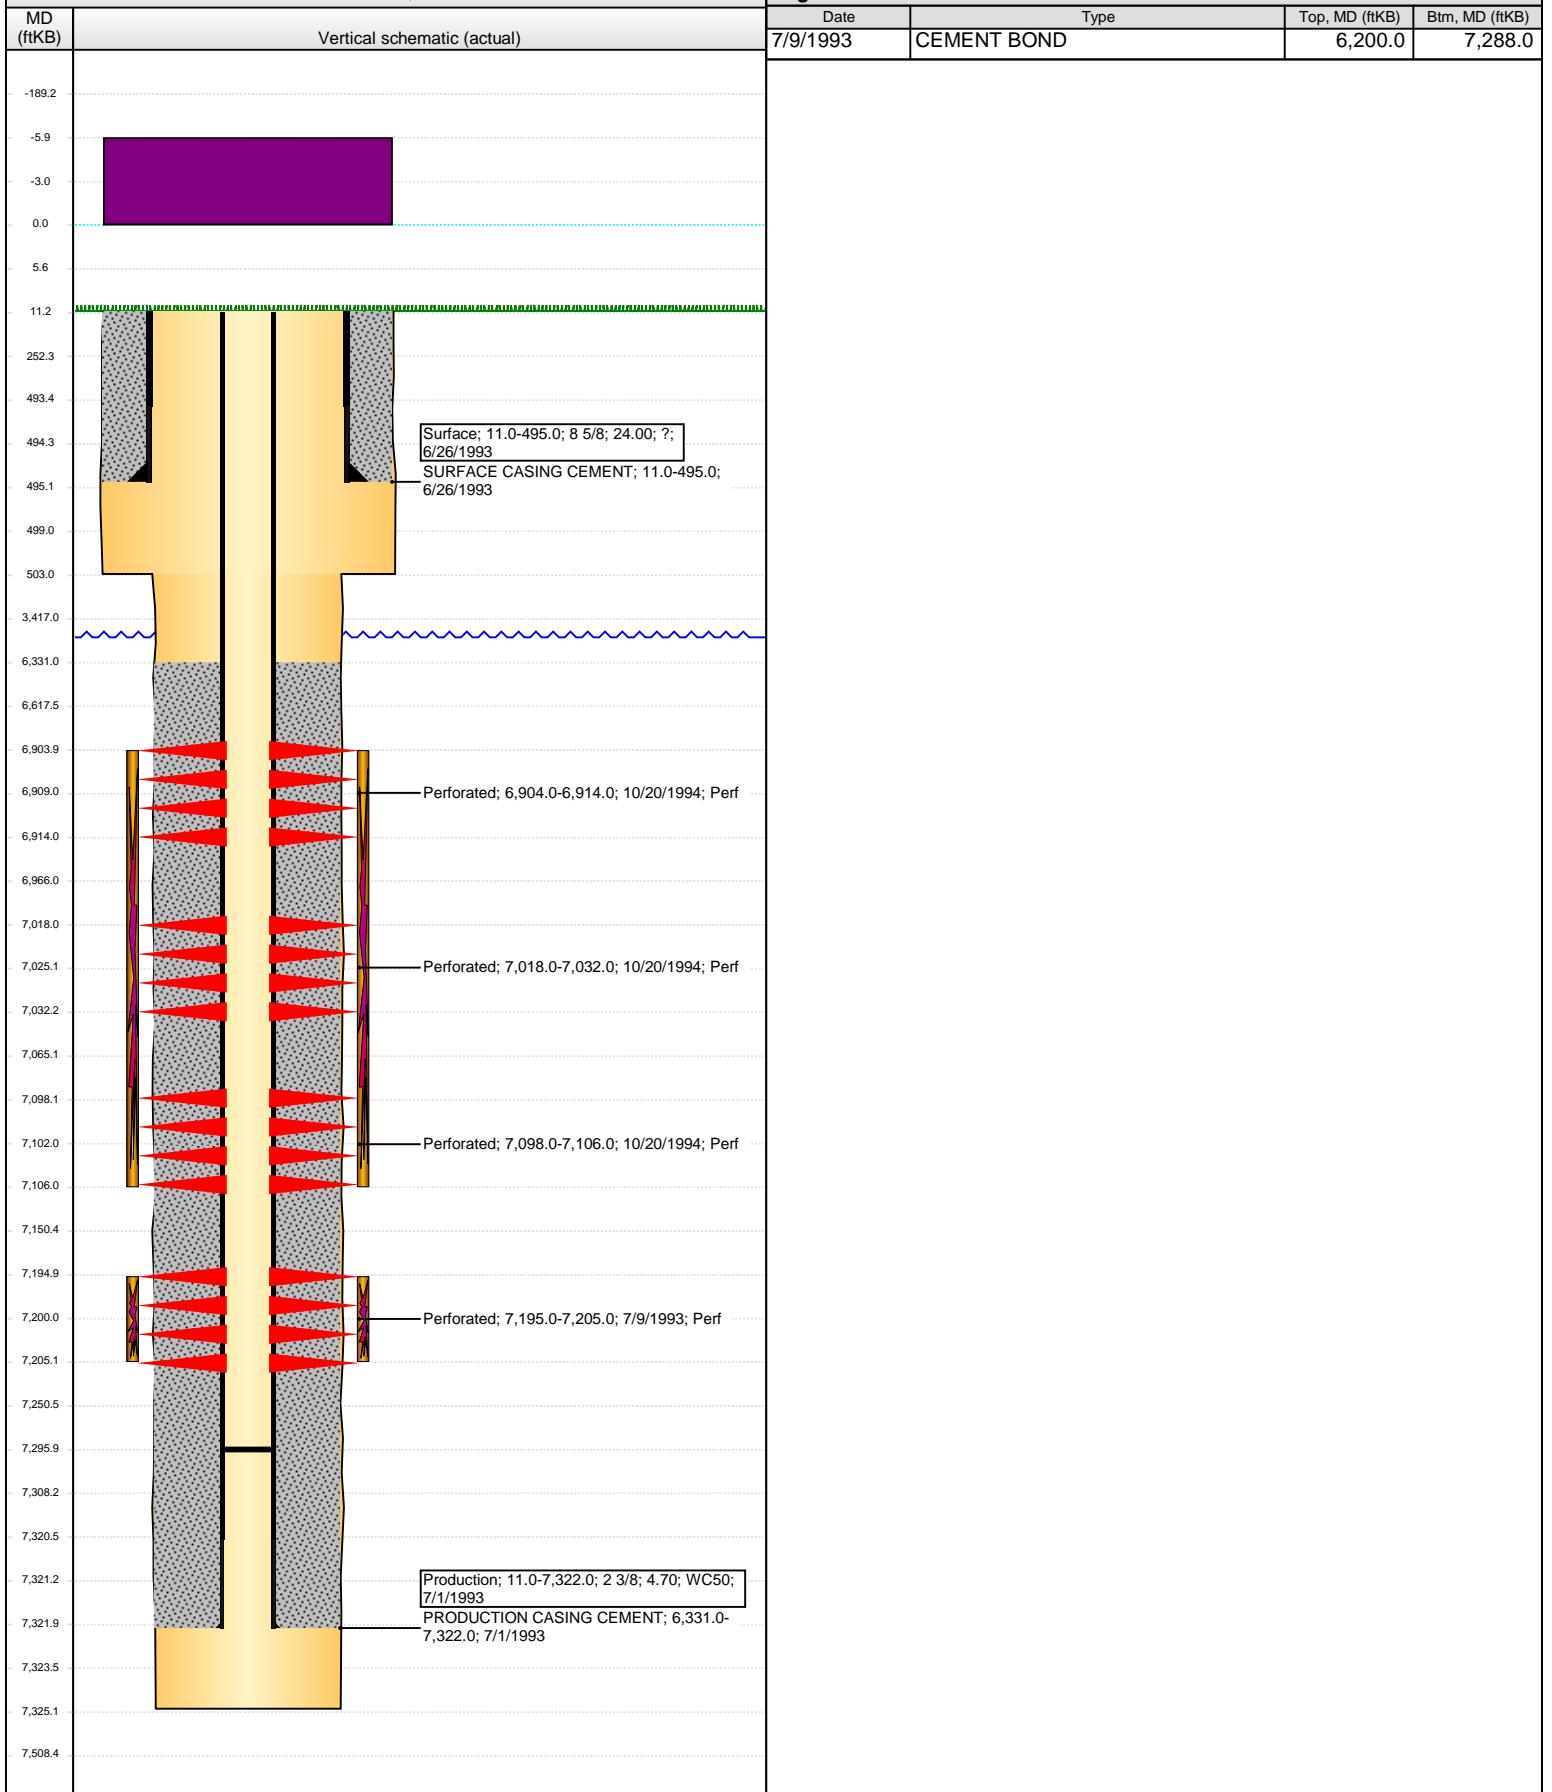 MD
(ftKB)
Vertical schematic (actual)
Date Type Top, MD (ftKB) Btm, MD (ftKB)
7/9/1993 CEMENT BOND 6,200.0 7,288.0
-189.2
-5.9
-3.0
0.0
5.6
11.2
252.3
493.4
Surface; 11.0-495.0; 8 5/8; 24.00; ?;
494.3
6/26/1993
SURFACE CASING CEMENT; 11.0-495.0;
495.1
6/26/1993
499.0
503.0
3,417.0
6,331.0
6,617.5
6,903.9
6,909.0 Perforated; 6,904.0-6,914.0; 10/20/1994; Perf
6,914.0
6,966.0
7,018.0
7,025.1 Perforated; 7,018.0-7,032.0; 10/20/1994; Perf
7,032.2
7,065.1
7,098.1
7,102.0 Perforated; 7,098.0-7,106.0; 10/20/1994; Perf
7,106.0
7,150.4
7,194.9
7,200.0 Perforated; 7,195.0-7,205.0; 7/9/1993; Perf
7,205.1
7,250.5
7,295.9
7,308.2
7,320.5
7,321.2 Production; 11.0-7,322.0; 2 3/8; 4.70; WC50;
7/1/1993
7,321.9 PRODUCTION CASING CEMENT; 6,331.0-
7,322.0; 7/1/1993
7,323.5
7,325.1
7,508.4